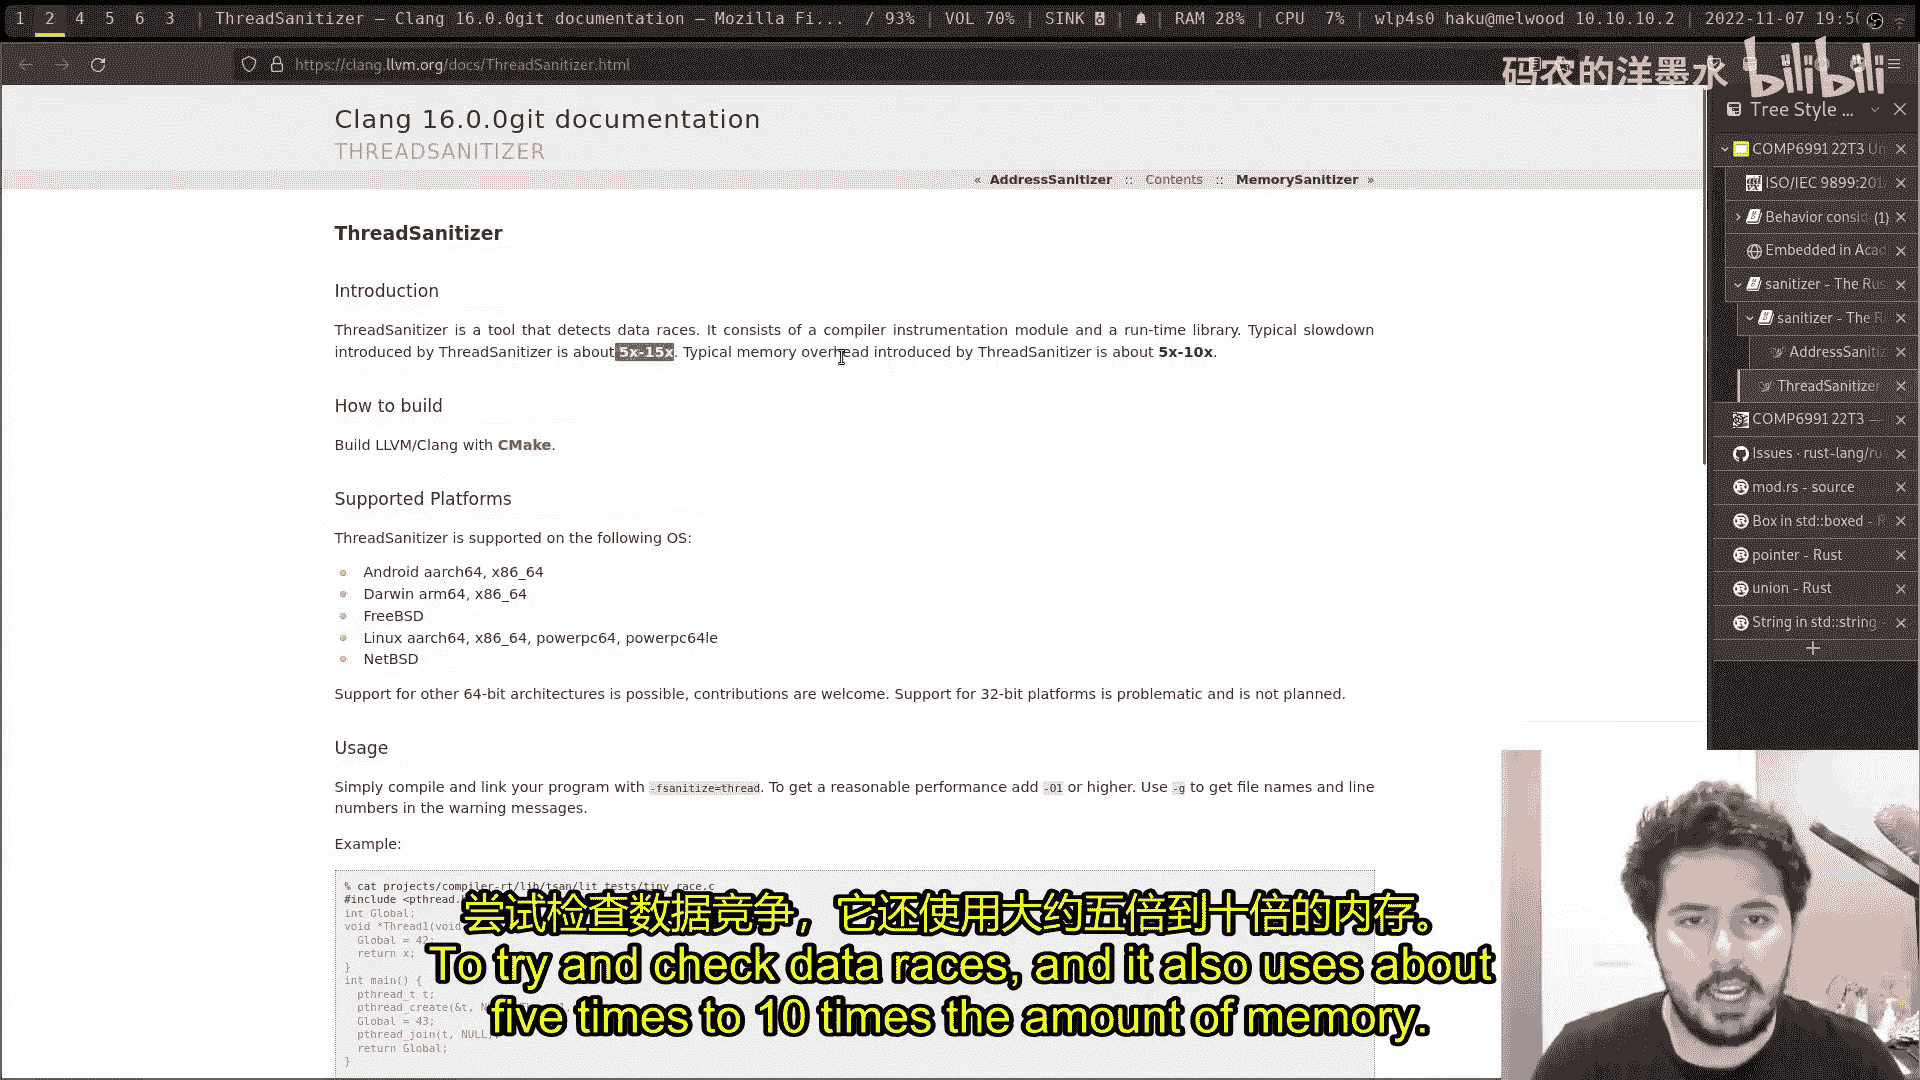 1 2 4 5 6 3 | ThreadSanitizer — Clang 16.0.0git documentation — Mozilla Fi... / 93% | VOL 70% | SINK | RAM 28% | CPU 7% | wlp4s0 haku@melwood 10.10.10.2 | 2022-11-07 19:50
https://clang.llvm.org/docs/ThreadSanitizer.html
码农的洋墨水 bilibili
Tree Style ...
COMP6991 22T3 Un
ISO/IEC 9899:201
Behavior consid (1)
Embedded in Acad
sanitizer - The Rus
sanitizer - The R
AddressSanitiz
ThreadSanitizer
COMP6991 22T3 —
Issues · rust-lang/ru
mod.rs - source
Box in std::boxed - R
pointer - Rust
union - Rust
String in std::string -
Clang 16.0.0git documentation
THREADSANITIZER
« AddressSanitizer :: Contents :: MemorySanitizer »
ThreadSanitizer
Introduction
ThreadSanitizer is a tool that detects data races. It consists of a compiler instrumentation module and a run-time library. Typical slowdown
introduced by ThreadSanitizer is about 5x-15x. Typical memory overhead introduced by ThreadSanitizer is about 5x-10x.
How to build
Build LLVM/Clang with CMake.
Supported Platforms
ThreadSanitizer is supported on the following OS:
Android aarch64, x86_64
Darwin arm64, x86_64
FreeBSD
Linux aarch64, x86_64, powerpc64, powerpc64le
NetBSD
Support for other 64-bit architectures is possible, contributions are welcome. Support for 32-bit platforms is problematic and is not planned.
Usage
Simply compile and link your program with -fsanitize=thread. To get a reasonable performance add -O1 or higher. Use -g to get file names and line
numbers in the warning messages.
Example:
% cat projects/compiler-rt/lib/tsan/lit_tests/tiny_race.c
#include <pthread.
int Global;
void *Thread1(void
Global = 42;
return x;
}
int main() {
pthread_t t;
pthread_create(&t, N
Global = 43;
pthread_join(t, NULL
return Global;
}
尝试检查数据竞争，它还使用大约五倍到十倍的内存。
To try and check data races, and it also uses about
five times to 10 times the amount of memory.